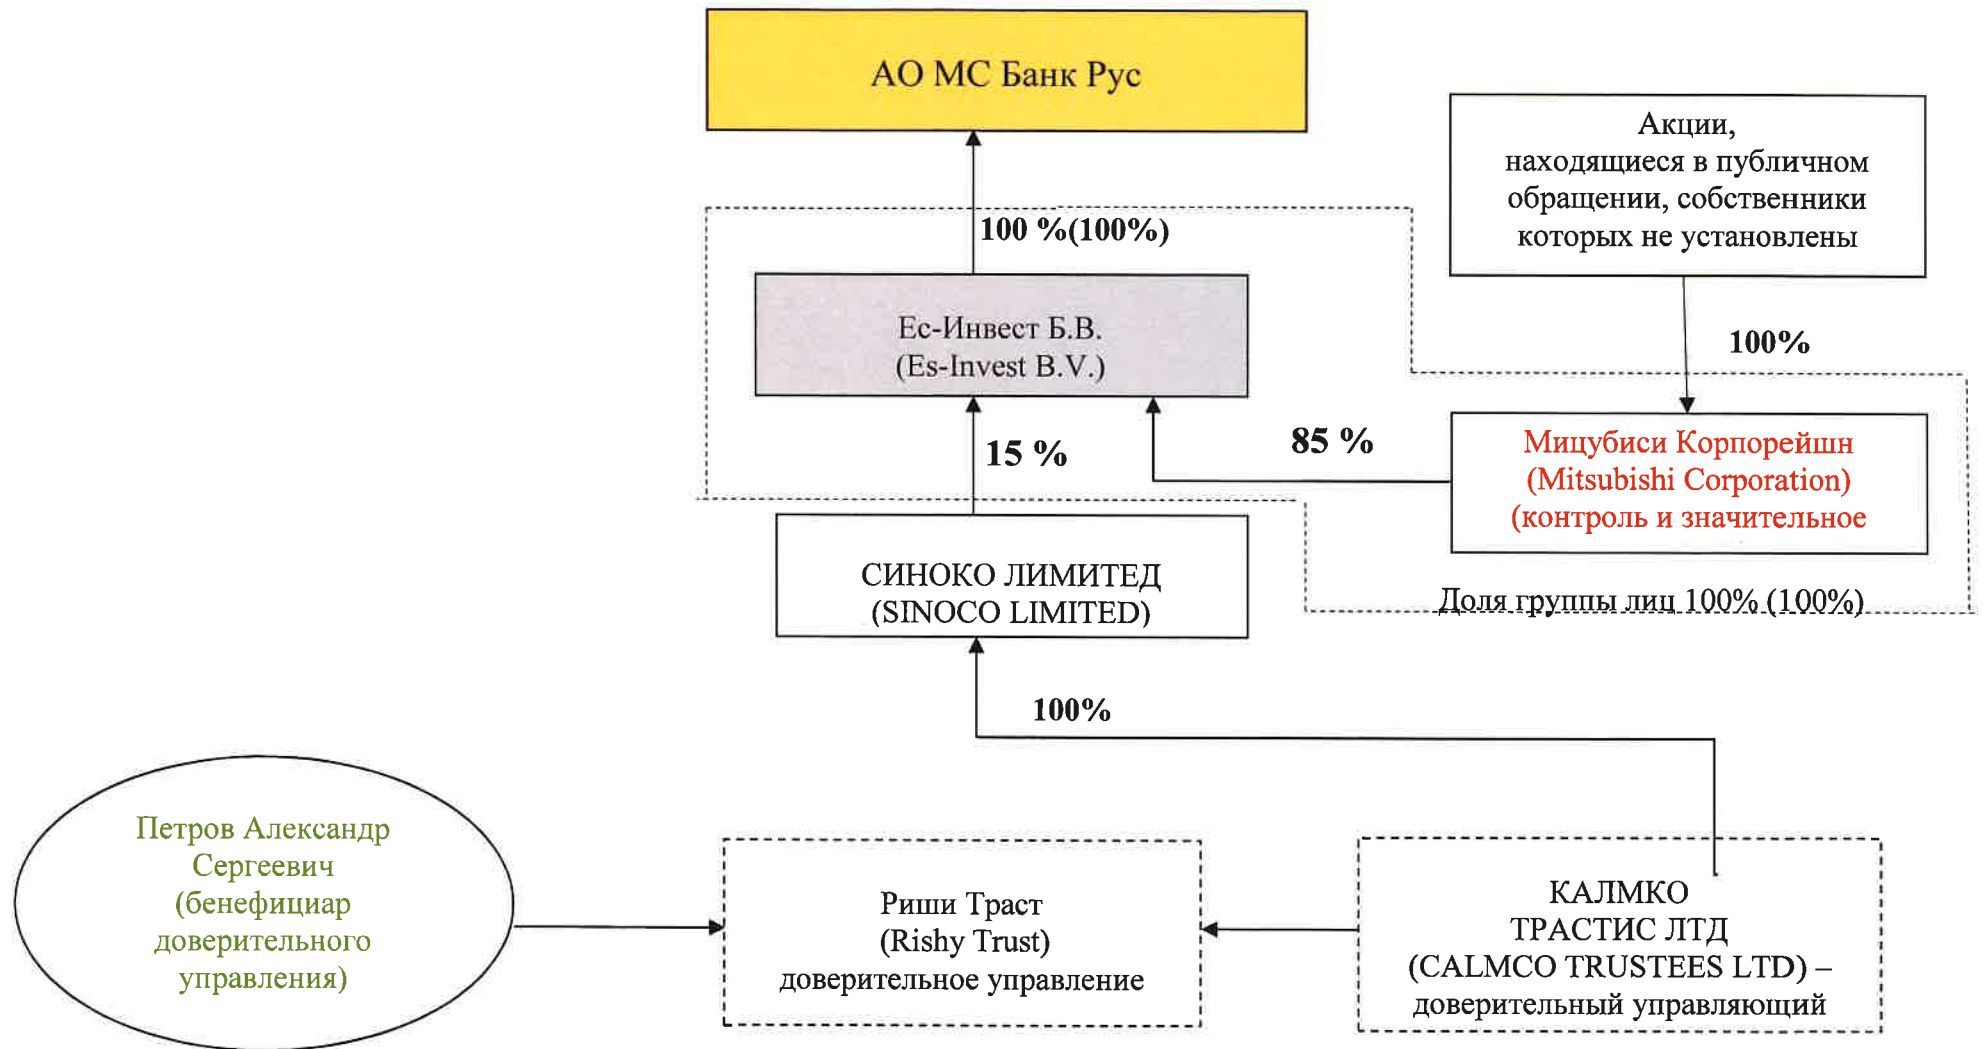 АО МС Банк Рус
Акции,
находящиеся в публичном
обращении, собственники
которых не установлены
100 %(100%)
Ес-Инвест Б.В.
(Es-Invest B.V.)
100%
15 %
85 %
Мицубиси Корпорейшн
(Mitsubishi Corporation)
(контроль и значительное
СИНОКО ЛИМИТЕД
(SINOCO LIMITED)
Доля группы лиц 100% (100%)
100%
Петров Александр
Сергеевич
(бенефициар
доверительного
управления)
Риши Траст
(Rishy Trust)
доверительное управление
КАЛМКО
ТРАСТИС ЛТД
(CALMCO TRUSTEES LTD) –
доверительный управляющий